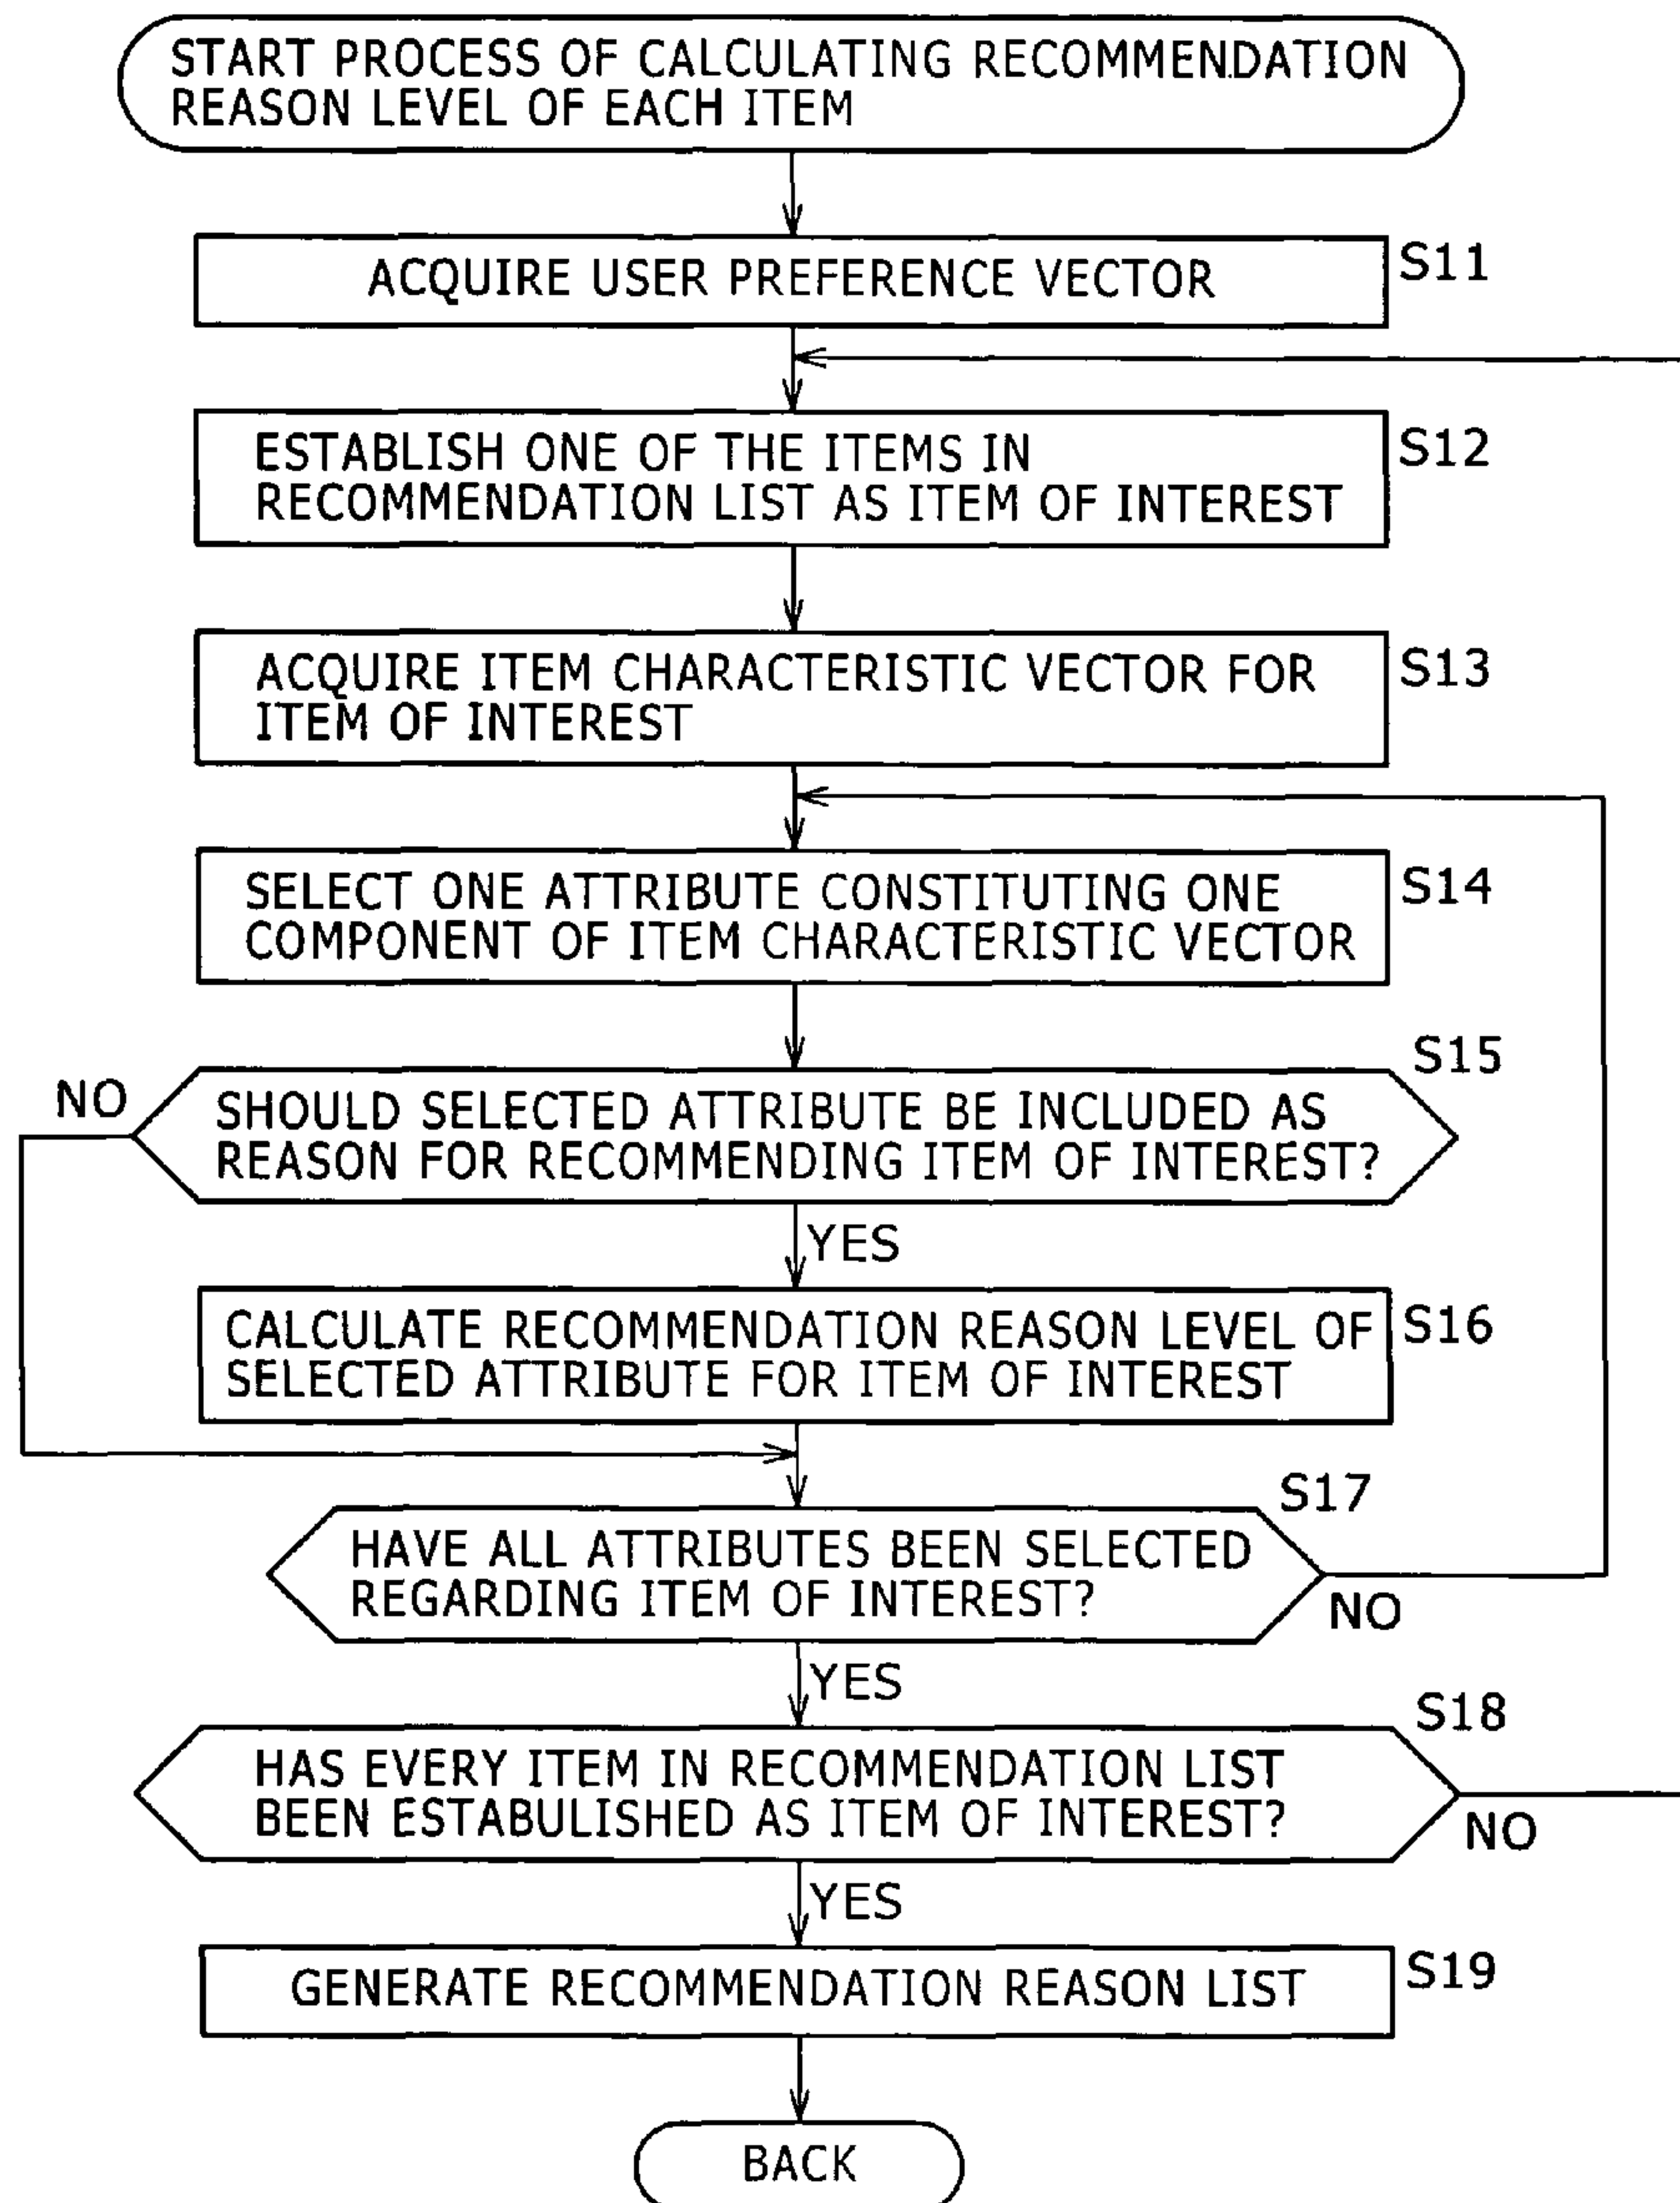 START PROCESS OF CALCULATING RECOMMENDATION
REASON LEVEL OF EACH ITEM
ACQUIRE USER PREFERENCE VECTOR
S11
ESTABLISH ONE OF THE ITEMS IN
RECOMMENDATION LIST AS ITEM OF INTEREST
S12
ACQUIRE ITEM CHARACTERISTIC VECTOR FOR
ITEM OF INTEREST
S13
SELECT ONE ATTRIBUTE CONSTITUTING ONE
COMPONENT OF ITEM CHARACTERISTIC VECTOR
S14
S15
NO
SHOULD SELECTED ATTRIBUTE BE INCLUDED AS
REASON FOR RECOMMENDING ITEM OF INTEREST?
YES
CALCULATE RECOMMENDATION REASON LEVEL OF
SELECTED ATTRIBUTE FOR ITEM OF INTEREST
S16
S17
HAVE ALL ATTRIBUTES BEEN SELECTED
REGARDING ITEM OF INTEREST?
NO
YES
S18
HAS EVERY ITEM IN RECOMMENDATION LIST
BEEN ESTABULISHED AS ITEM OF INTEREST?
NO
YES
GENERATE RECOMMENDATION REASON LIST
S19
BACK